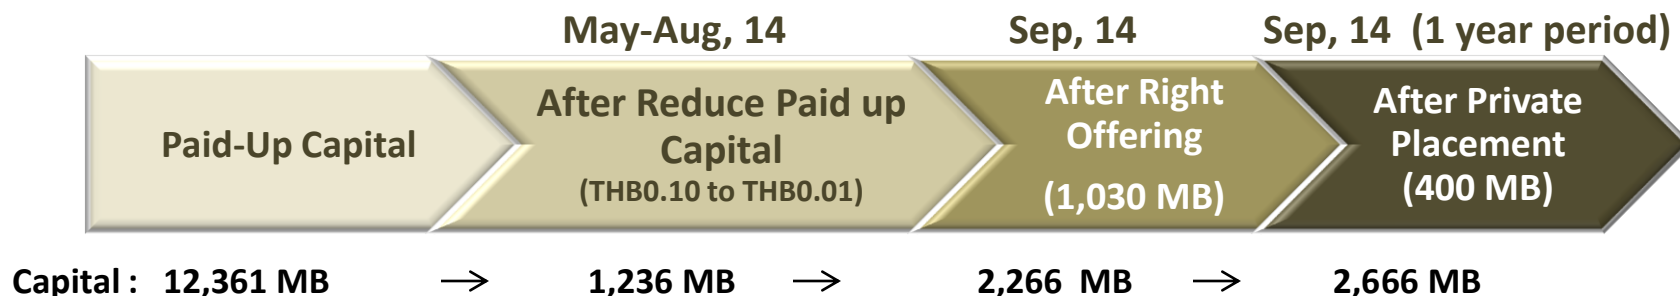 May-Aug, 14 Sep, 14 Sep, 14 (1 year period)
Paid-Up Capital
After Reduce Paid up
Capital
(THB0.10 to THB0.01)
After Right
Offering
(1,030 MB)
After Private
Placement
(400 MB)
Capital : 12,361 MB → 1,236 MB → 2,266 MB → 2,666 MB